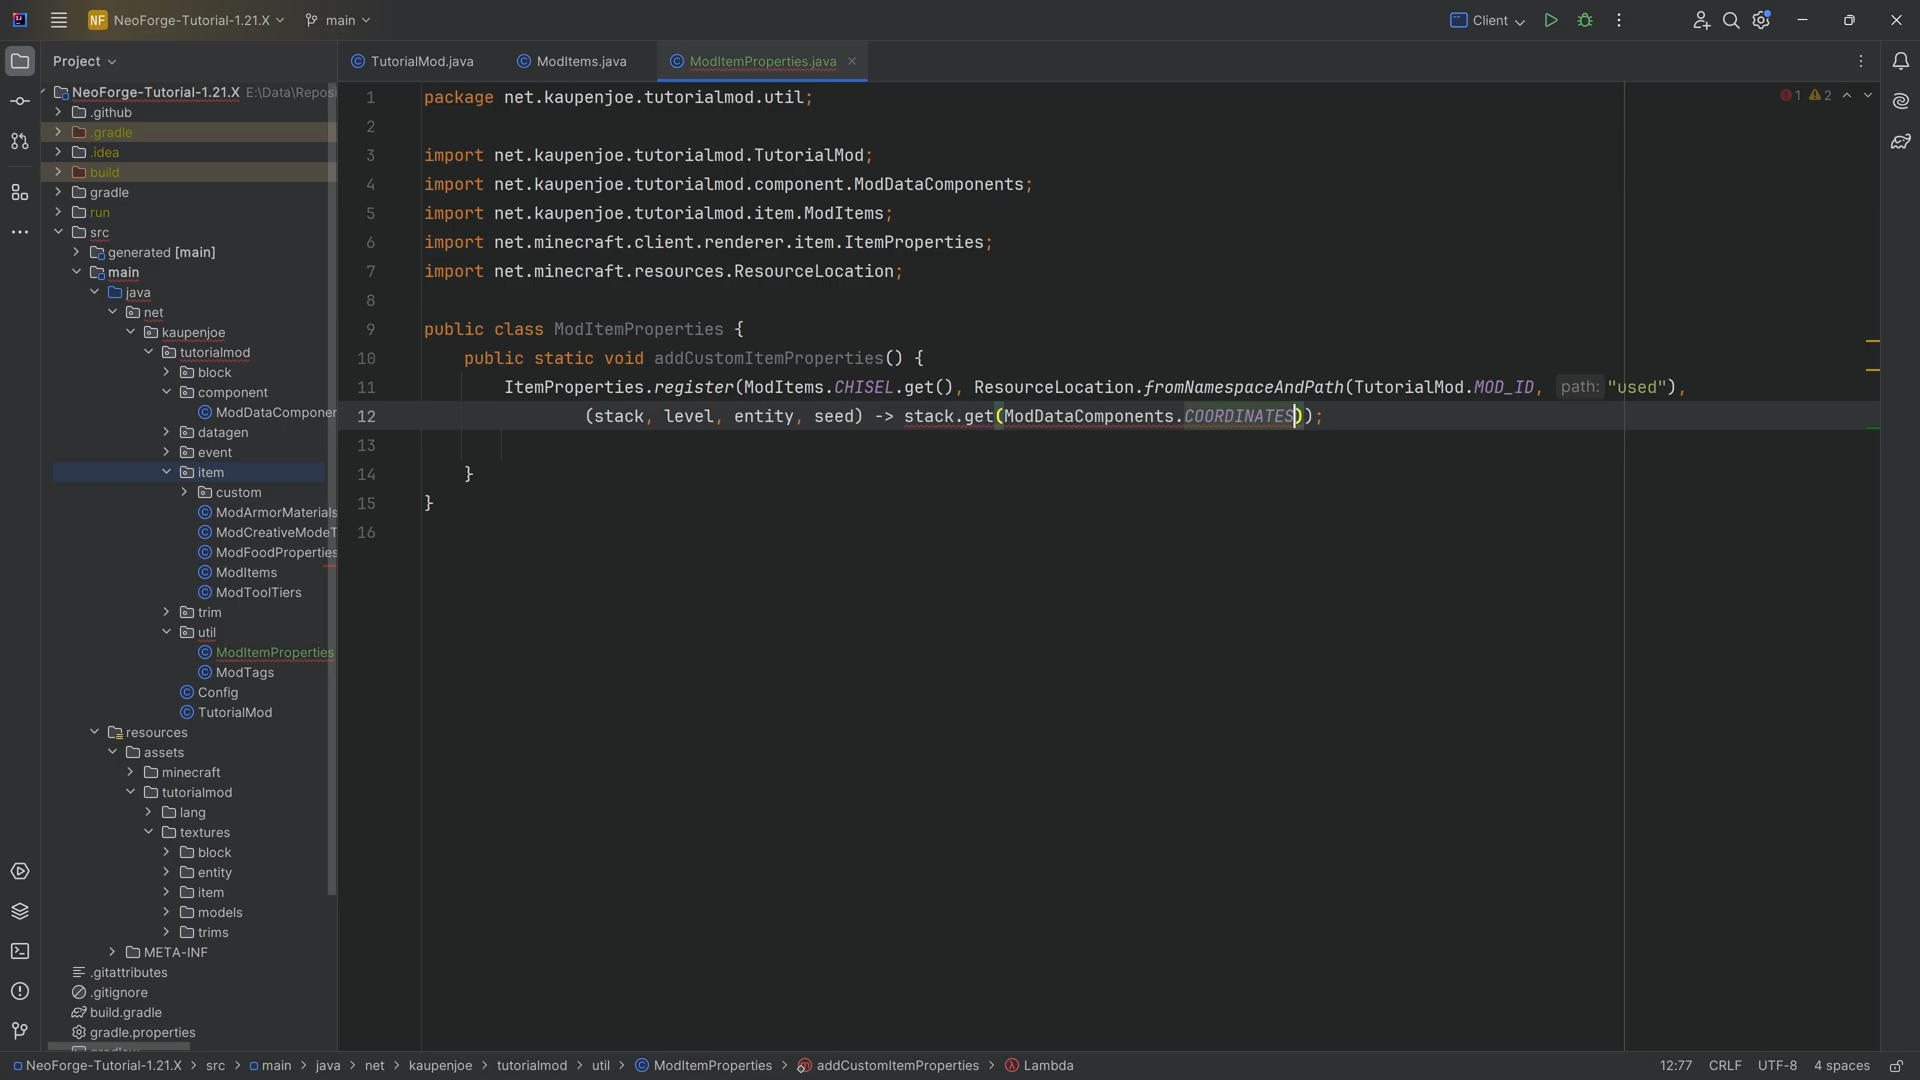 NF NeoForge-Tutorial-1.21.X main Client
Project
TutorialMod.java ModItems.java ModItemProperties.java
NeoForge-Tutorial-1.21.X E:\Data\Reposi
.github
.gradle
.idea
build
gradle
run
src
generated [main]
main
java
net
kaupenjoe
tutorialmod
block
component
ModDataComponen
datagen
event
item
custom
ModArmorMaterials
ModCreativeModeT
ModFoodProperties
ModItems
ModToolTiers
trim
util
ModItemProperties
ModTags
Config
TutorialMod
resources
assets
minecraft
tutorialmod
lang
textures
block
entity
item
models
trims
META-INF
.gitattributes
.gitignore
build.gradle
gradle.properties
1 package net.kaupenjoe.tutorialmod.util;
2
3 import net.kaupenjoe.tutorialmod.TutorialMod;
4 import net.kaupenjoe.tutorialmod.component.ModDataComponents;
5 import net.kaupenjoe.tutorialmod.item.ModItems;
6 import net.minecraft.client.renderer.item.ItemProperties;
7 import net.minecraft.resources.ResourceLocation;
8
9 public class ModItemProperties {
10 public static void addCustomItemProperties() {
11 ItemProperties.register(ModItems.CHISEL.get(), ResourceLocation.fromNamespaceAndPath(TutorialMod.MOD_ID, path: "used"),
12 (stack, level, entity, seed) -> stack.get(ModDataComponents.COORDINATES));
13
14 }
15 }
16
1 2
NeoForge-Tutorial-1.21.X > src > main > java > net > kaupenjoe > tutorialmod > util > ModItemProperties > addCustomItemProperties > Lambda
12:77 CRLF UTF-8 4 spaces